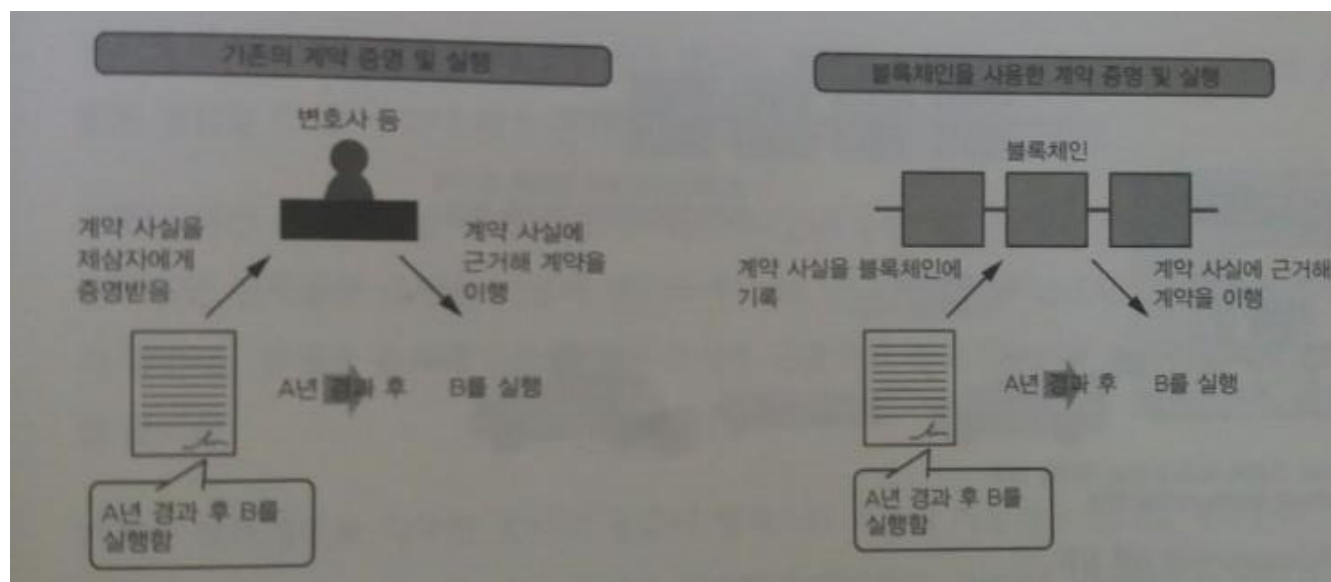 기존의 계약 증명 및 실행
변호사 등
계약 사실을
제삼자에게
증명받음
계약 사실에
근거해 계약을
이행
A년 경과 후
B를 실행
A년 경과 후 B를
실행함
블록체인을 사용한 계약 증명 및 실행
블록체인
계약 사실을 블록체인에
기록
계약 사실에 근거해
계약을 이행
A년 경과 후
B를 실행
A년 경과 후 B를
실행함